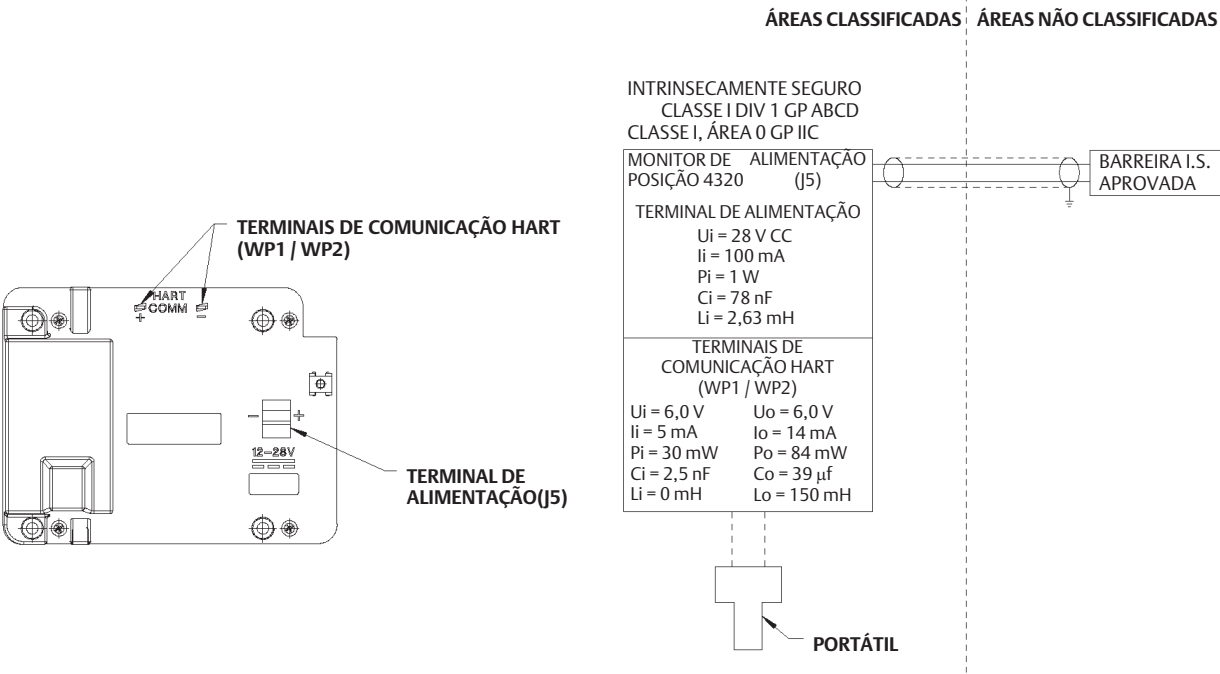 ÁREAS CLASSIFICADAS ÁREAS NÃO CLASSIFICADAS
INTRINSECAMENTE SEGURO
CLASSE I DIV 1 GP ABCD
CLASSE I, ÁREA 0 GP IIC
MONITOR DE POSIÇÃO 4320
ALIMENTAÇÃO (J5)
BARREIRA I.S.
APROVADA
TERMINAL DE ALIMENTAÇÃO
Ui = 28 V CC
Ii = 100 mA
Pi = 1 W
Ci = 78 nF
Li = 2,63 mH
TERMINAIS DE
COMUNICAÇÃO HART
(WP1 / WP2)
Ui = 6,0 V Uo = 6,0 V
Ii = 5 mA Io = 14 mA
Pi = 30 mW Po = 84 mW
Ci = 2,5 nF Co = 39 µf
Li = 0 mH Lo = 150 mH
PORTÁTIL
TERMINAIS DE COMUNICAÇÃO HART
(WP1 / WP2)
HART
COMM
+ −
− +
12–28V
TERMINAL DE
ALIMENTAÇÃO(J5)